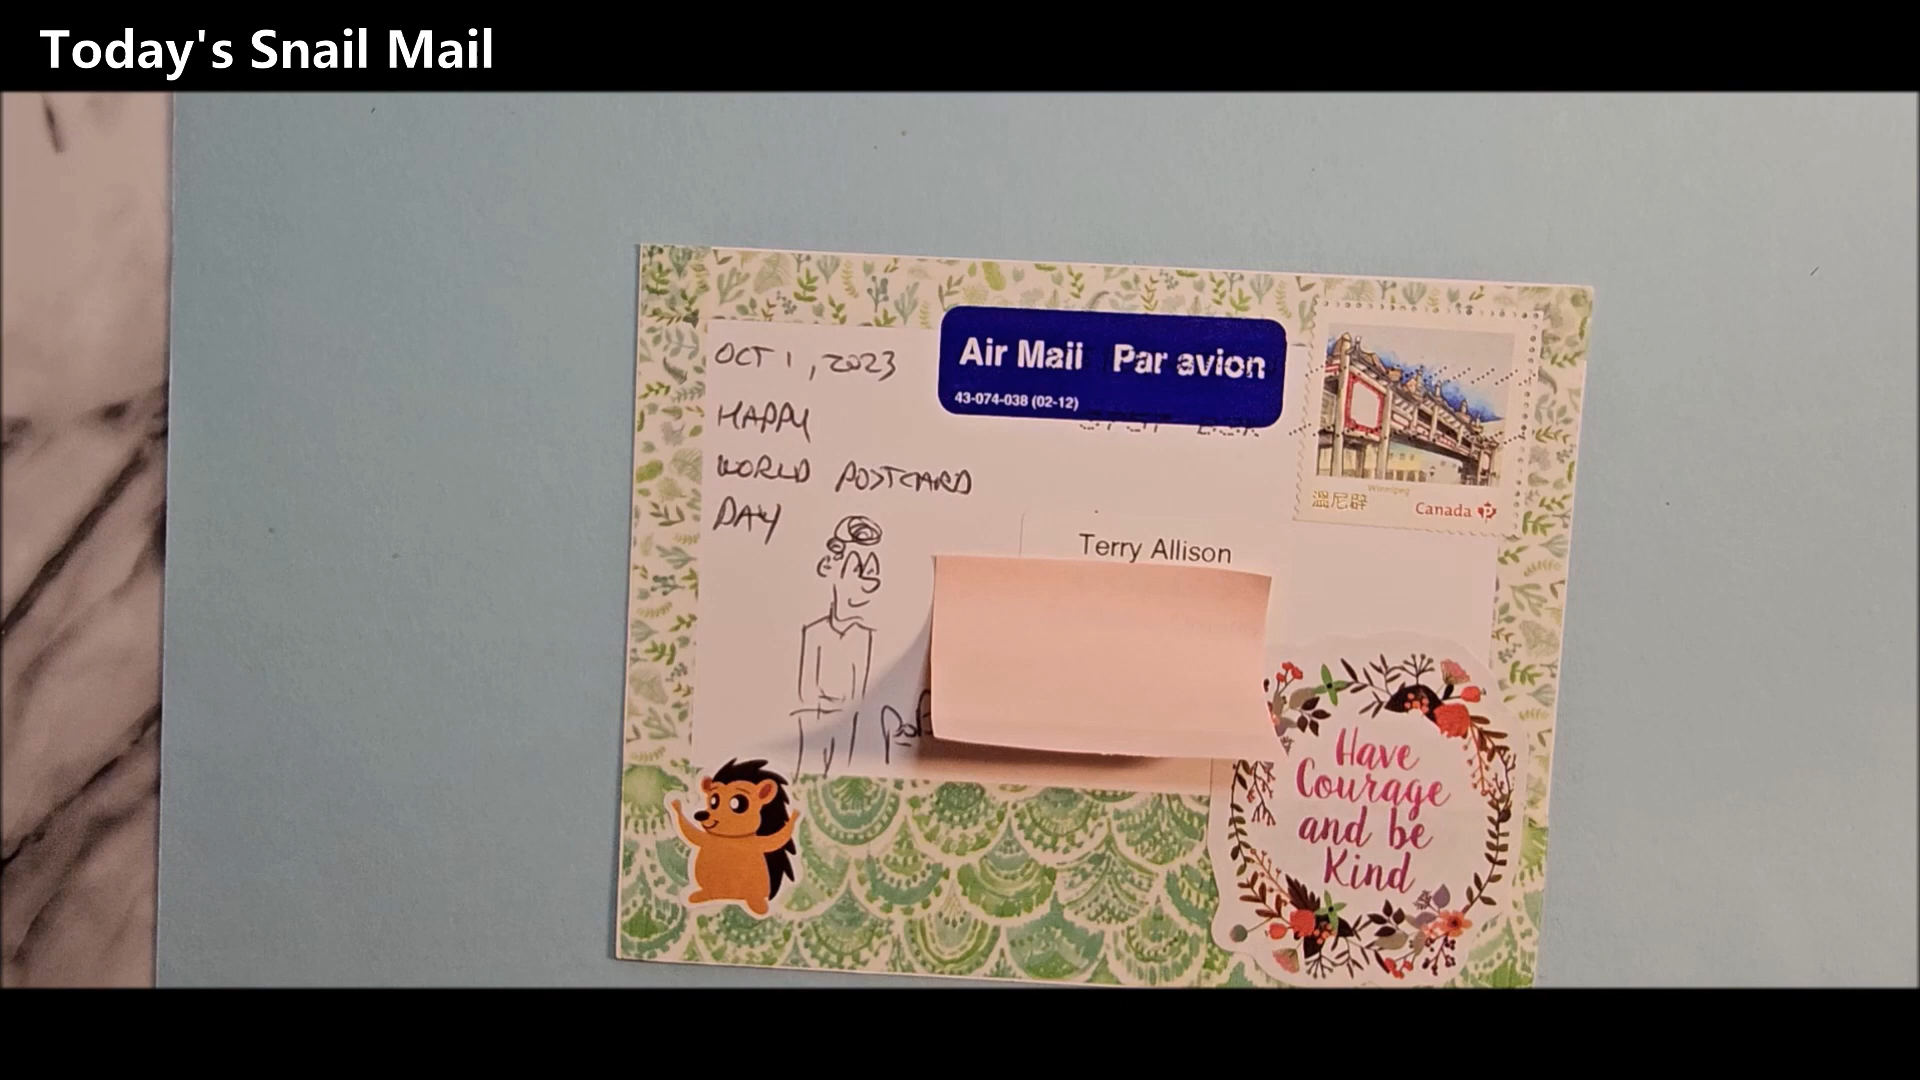 Today's Snail Mail
OCT 1, 2023
HAPPY
WORLD POSTCARD
DAY
Air Mail Par avion
43-074-038 (02-12)
Winnipeg
溫尼辟
Canada P
Terry Allison
Have
Courage
and be
Kind